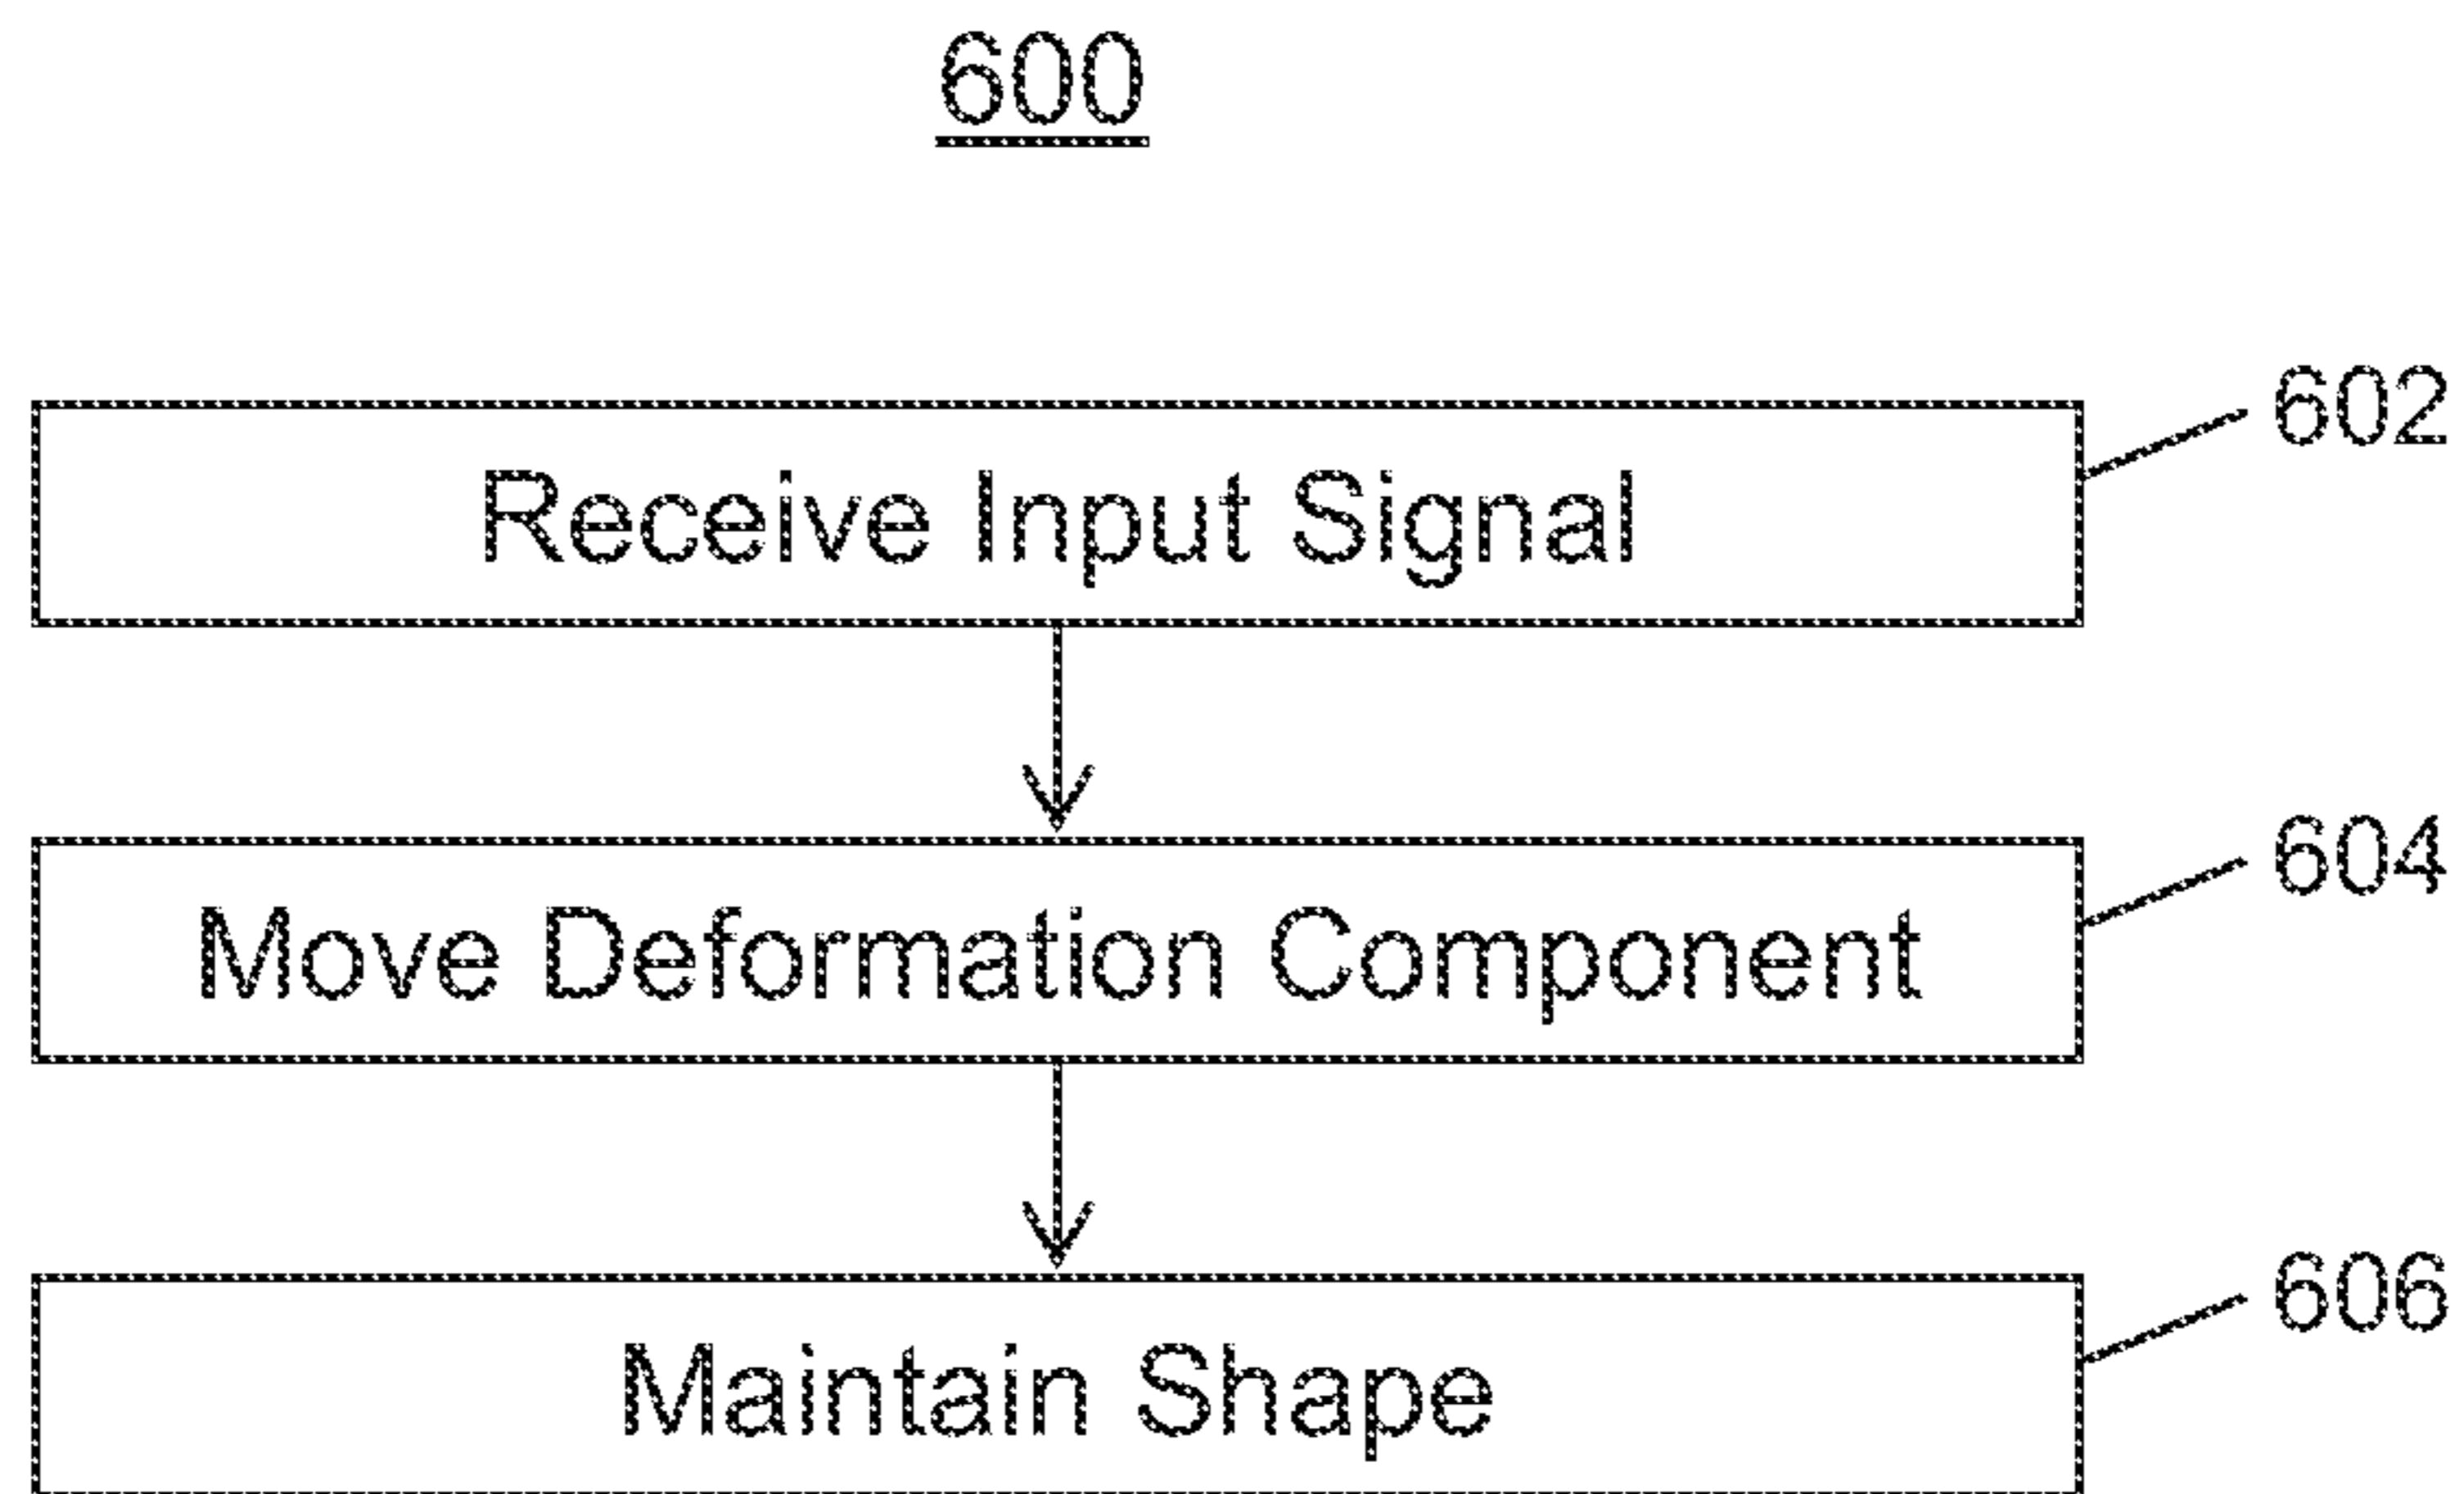 600
602
Receive Input Signal
604
Move Deformation Component
606
Maintain Shape